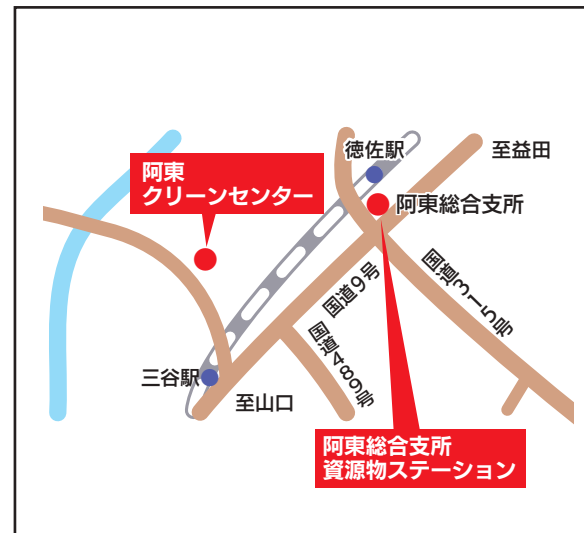 徳佐駅
至益田
阿東
クリーンセンター
阿東総合支所
国道9号
国道315号
国道489号
三谷駅
至山口
阿東総合支所
資源物ステーション